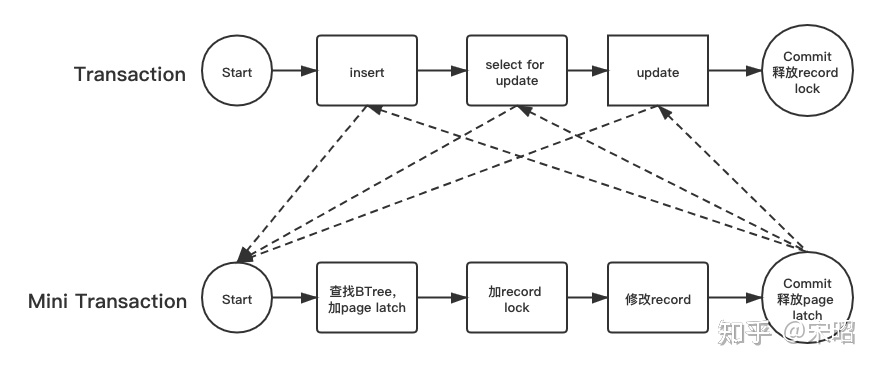 Transaction
Start
insert
select for
update
update
Commit
释放record
lock
Mini Transaction
Start
查找BTree,
加page latch
加record
lock
修改record
Commit
释放page
latch
知乎 @宋昭